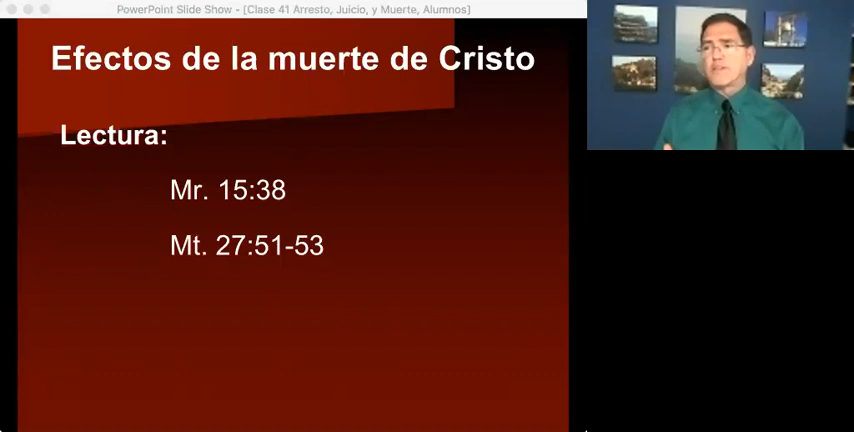 PowerPoint Slide Show - [Clase 41 Arresto, Juicio, y Muerte, Alumnos]
Efectos de la muerte de Cristo
Lectura:
Mr. 15:38
Mt. 27:51-53